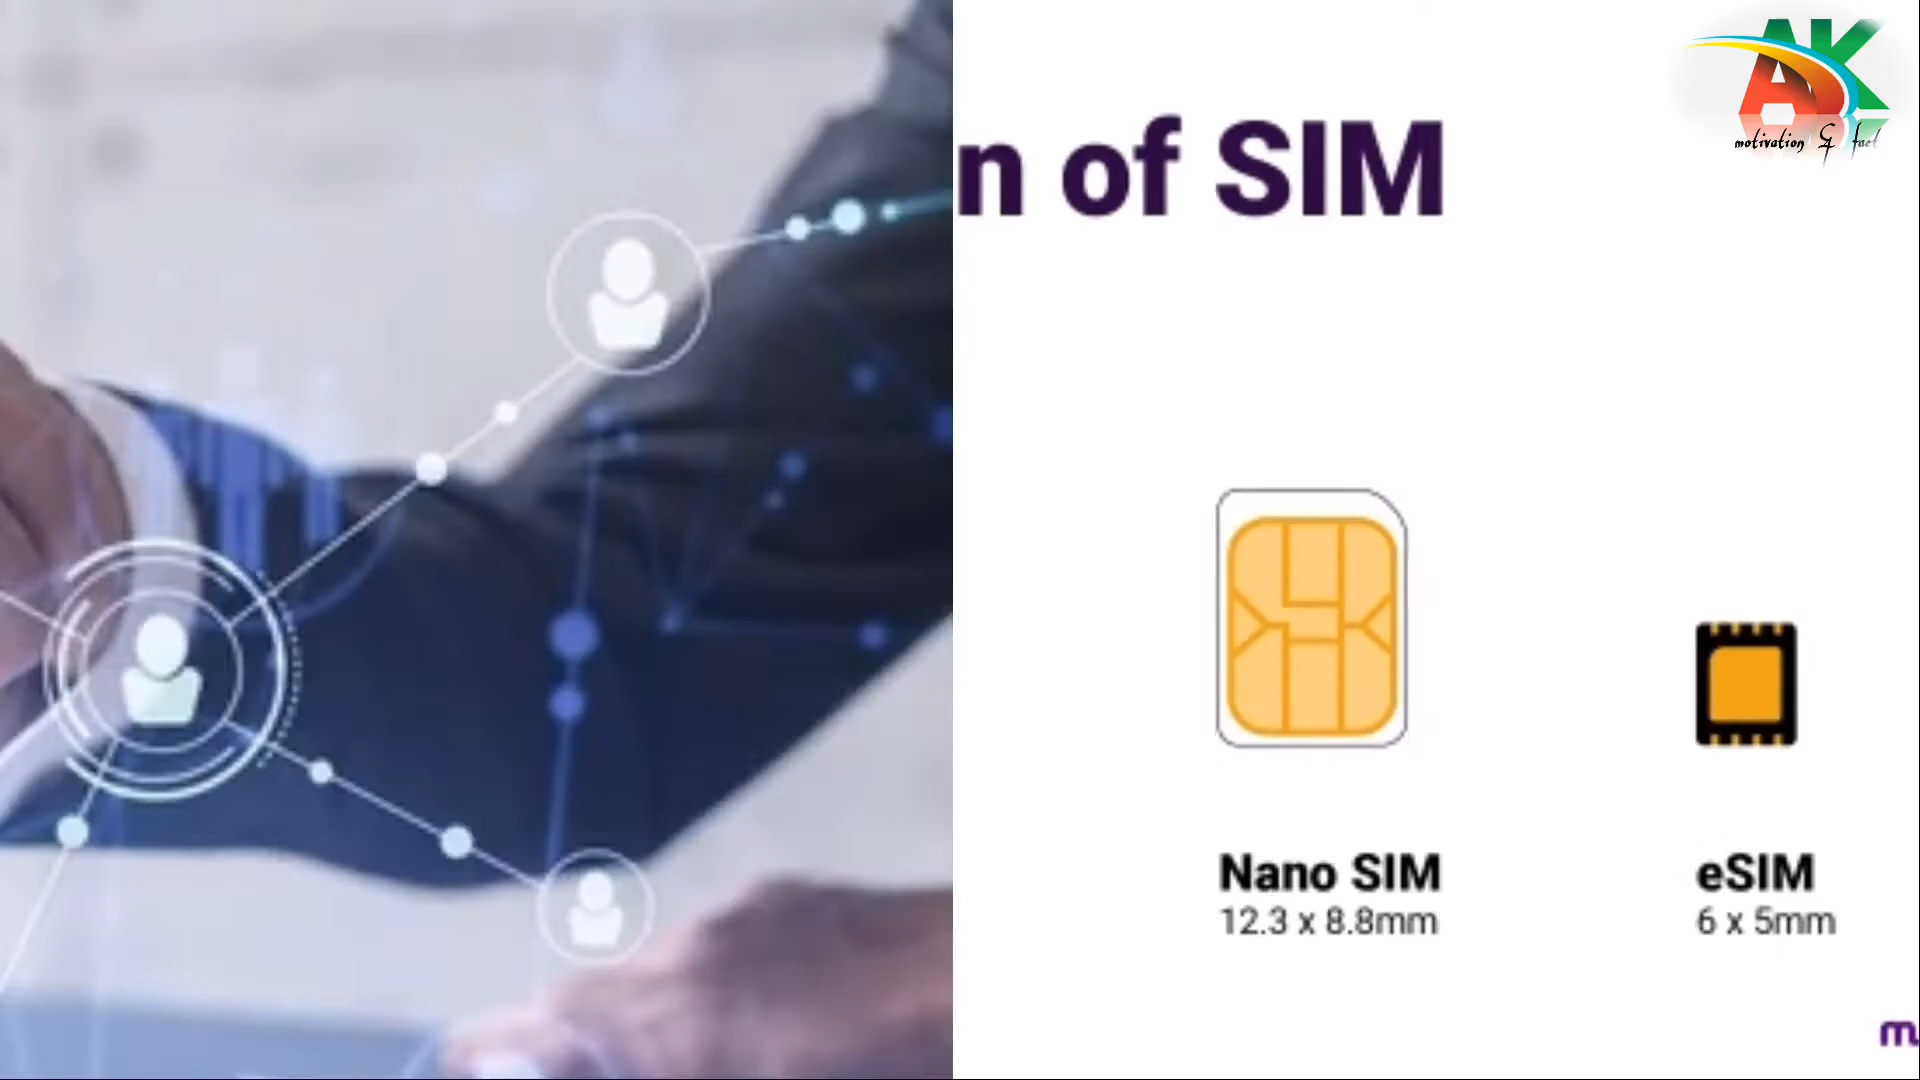 AK
motivation & fact
n of SIM
Nano SIM
12.3 x 8.8mm
eSIM
6 x 5mm
m